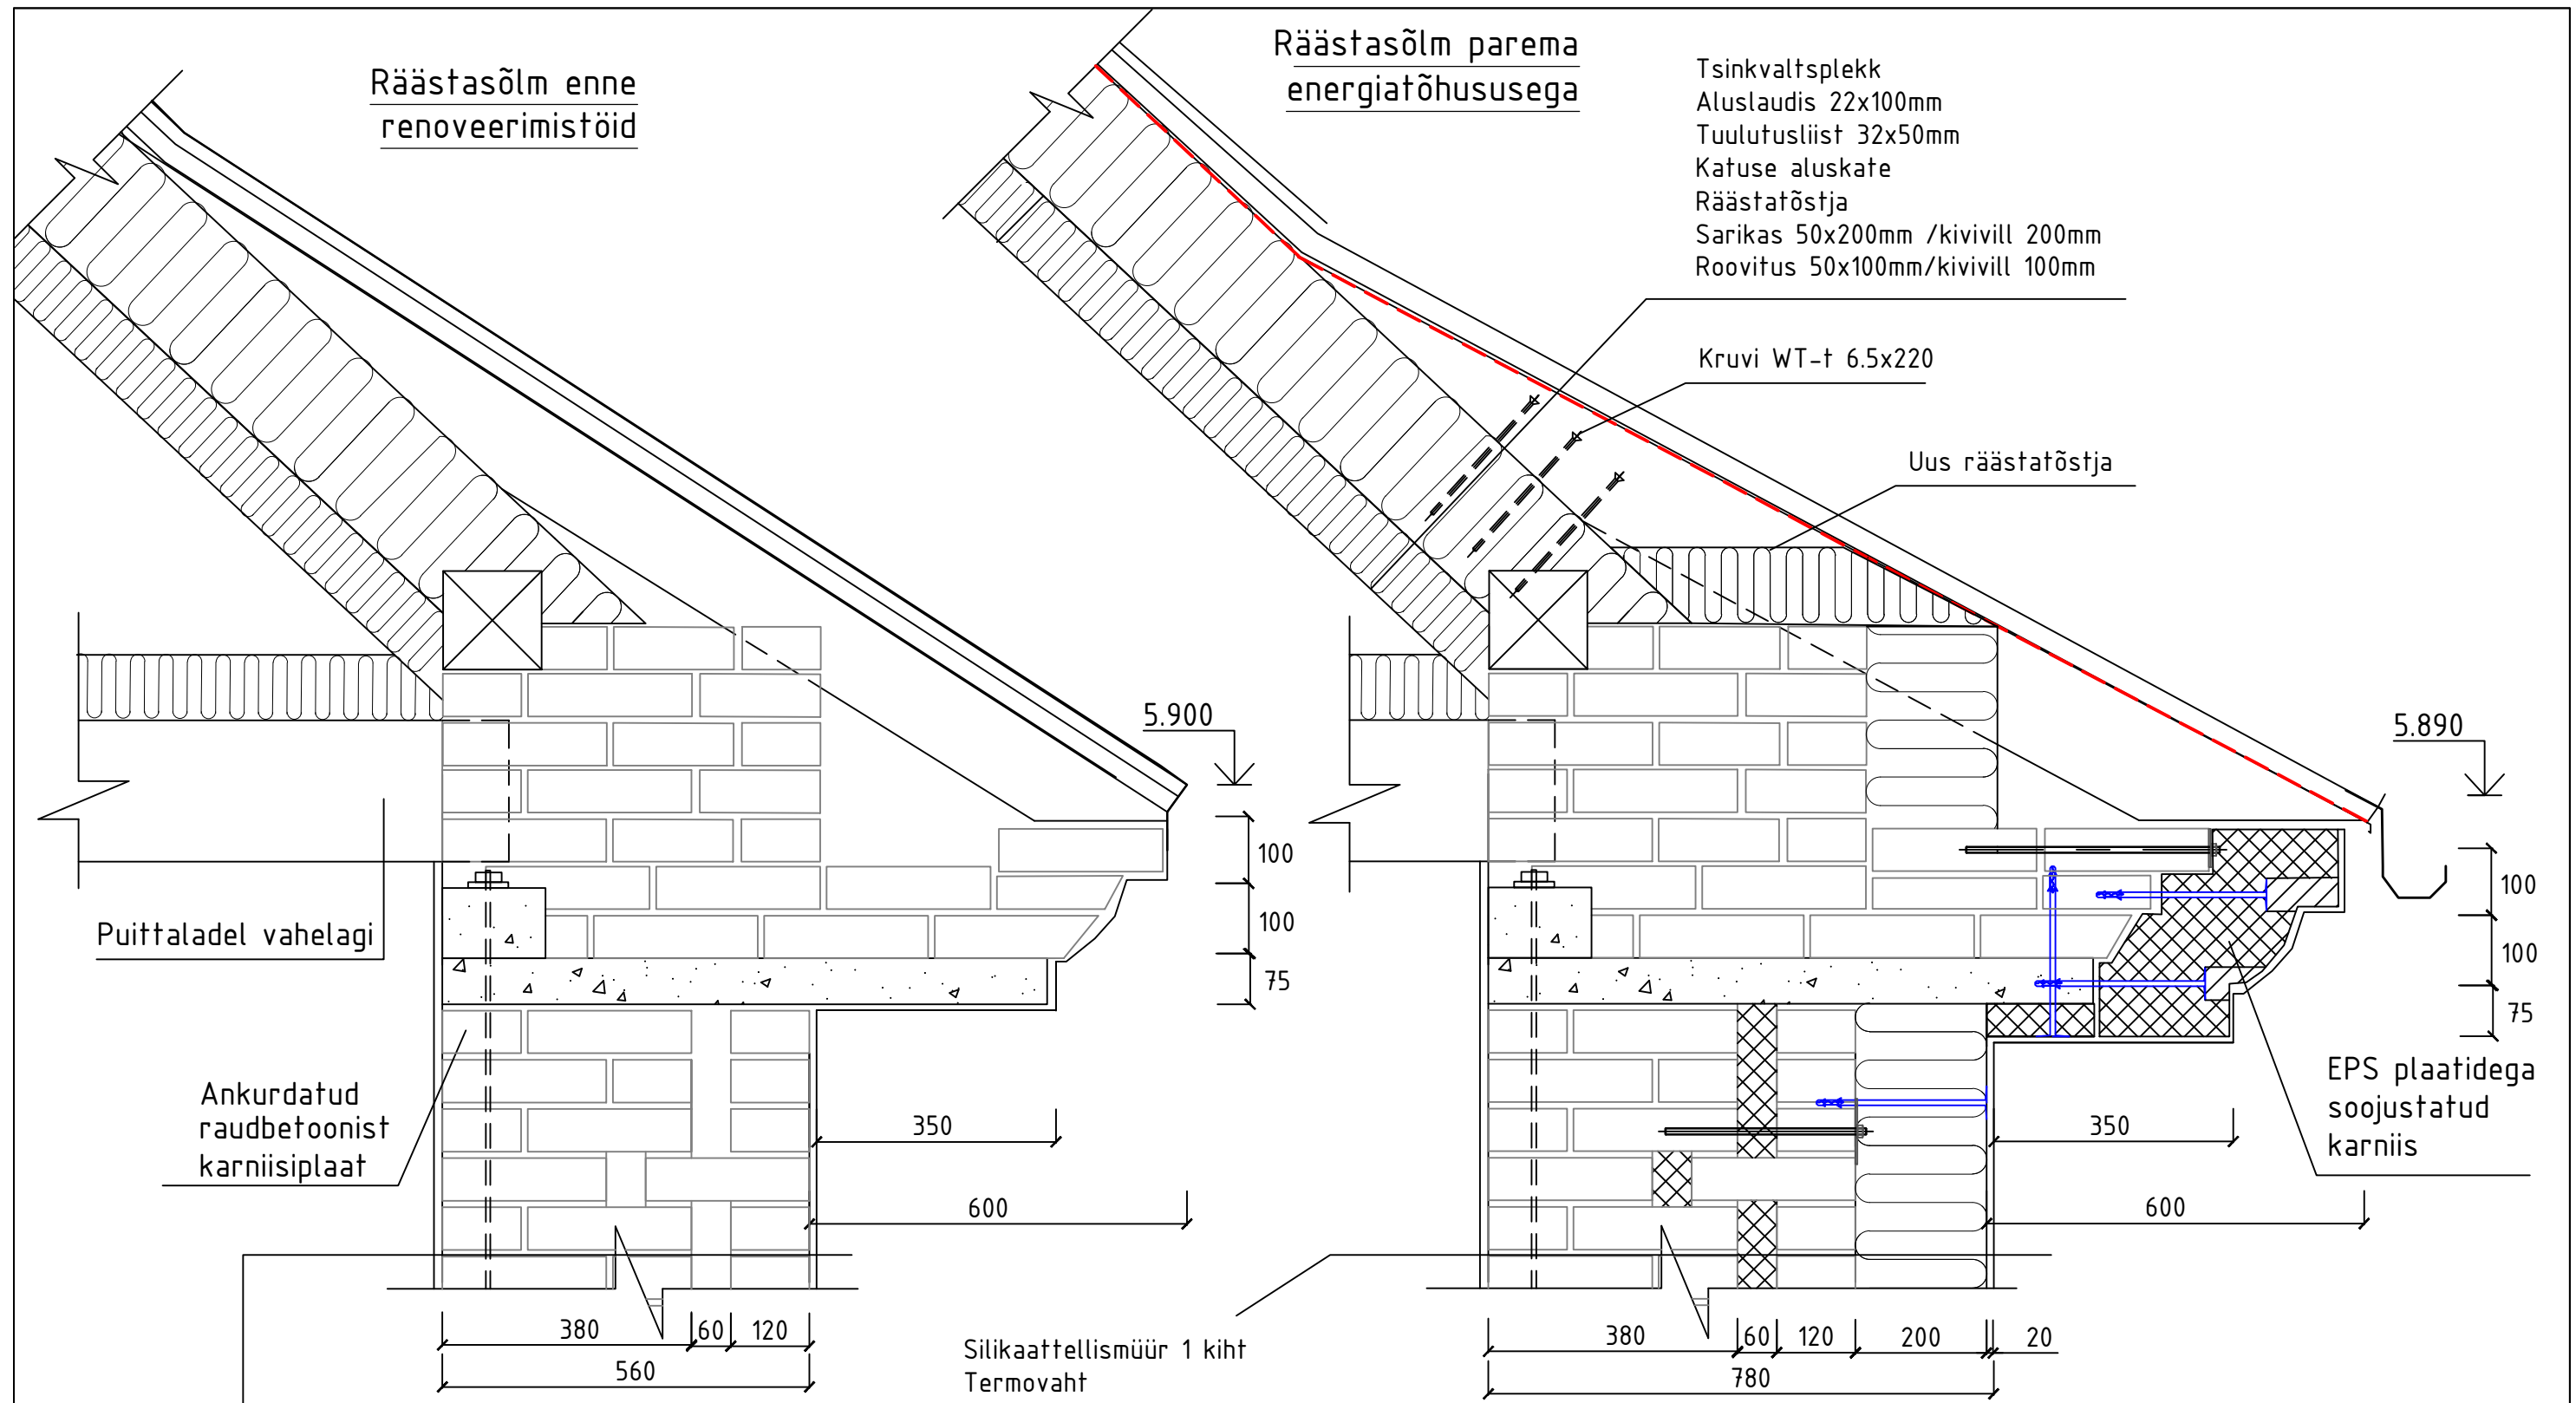 Räästasõlm enne
renoveerimistöid
Räästasõlm parema
energiatõhususega
Tsinkvaltsplekk
Aluslaudis 22x100mm
Tuulutusliist 32x50mm
Katuse aluskate
Räästatõstja
Sarikas 50x200mm /kivivill 200mm
Roovitus 50x100mm/kivivill 100mm
Kruvi WT-t 6.5x220
Uus räästatõstja
5.900
100
100
75
Puittaladel vahelagi
Ankurdatud
raudbetoonist
karniisiplaat
350
600
380
60
120
560
Silikaattellismüür 1 kiht
Termovaht
5.890
100
100
75
EPS plaatidega
soojustatud
karniis
350
600
380
60
120
200
20
780